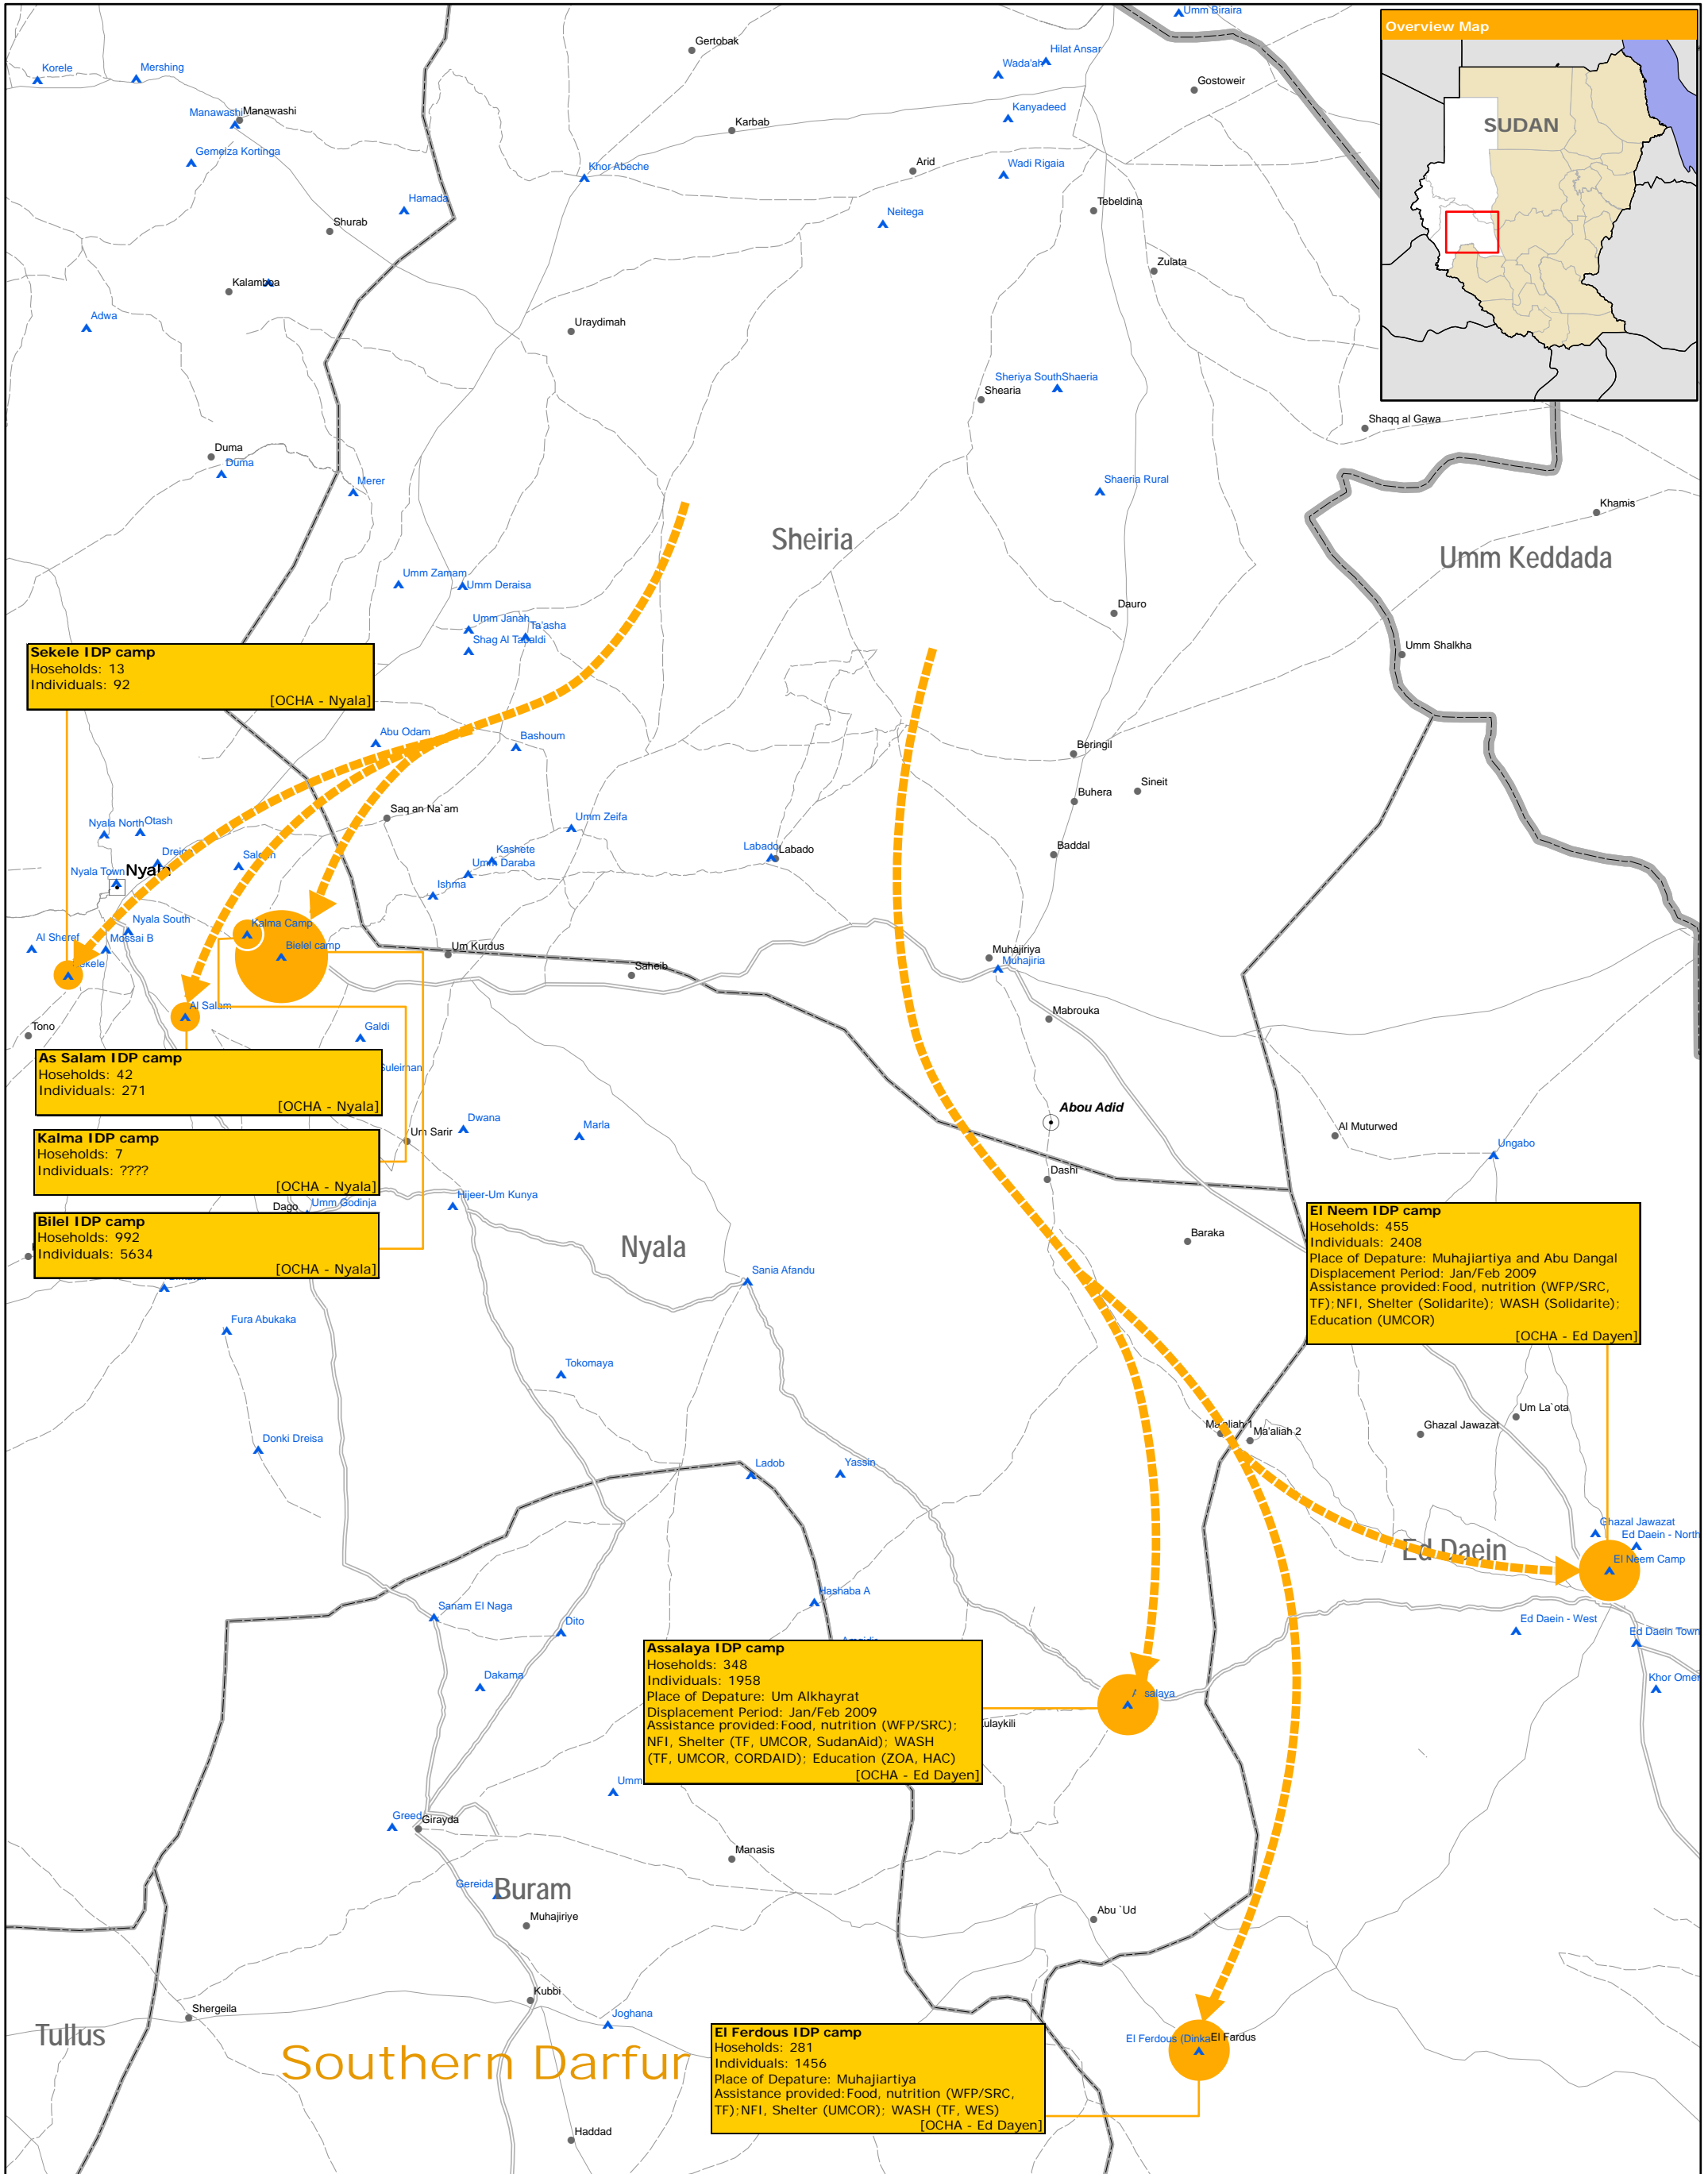 Umm Biraira
Overview Map
SUDAN
Gertobak
Hilat Ansar
Wada'ah
Korele
Mershing
Gostoweir
Manawashi
Manawashi
Kanyadeed
Karbab
Gemeiza Kortinga
Khor Abeche
Arid
Wadi Rigaia
Hamada
Tebeldina
Shurab
Neitega
Zulata
Kalambaa
Adwa
Uraydimah
Sheriya South
Shaeria
Shearia
Shaqq al Gawa
Duma
Duma
Merer
Shaeria Rural
Khamis
Sheiria
Umm Keddada
Umm Zamam
Umm Deraisa
Dauro
Umm Janah
Ta'asha
Shag Al Tabaldi
Umm Shalkha
Sekele IDP camp
Hoseholds: 13
Individuals: 92
[OCHA - Nyala]
Abu Odam
Bashoum
Beringil
Sineit
Buhera
Saq an Na`am
Nyala North
Otash
Umm Zeifa
Labado
Labado
Baddal
Dreige
Kashete
Nyala Town
Nyala
Umm Daraba
Ishma
Nyala South
Kalma Camp
Al Sheref
Mossai B
Um Kurdus
Muhajiriya
Bielel camp
Muhajiria
Saheib
Al Salam
Mabrouka
Tono
Galdi
As Salam IDP camp
Hoseholds: 42
Individuals: 271
[OCHA - Nyala]
Suleiman
Abou Adid
Dwana
Marla
Al Muturwed
Um Sarir
Ungabo
Kalma IDP camp
Hoseholds: 7
Individuals: ????
[OCHA - Nyala]
Dashi
Dago
Umm Godinja
Hijeer-Um Kunya
Bilel IDP camp
Hoseholds: 992
Individuals: 5634
[OCHA - Nyala]
Nyala
Baraka
El Neem IDP camp
Hoseholds: 455
Individuals: 2408
Place of Depature: Muhajiartiya and Abu Dangal
Displacement Period: Jan/Feb 2009
Assistance provided:Food, nutrition (WFP/SRC,
TF);NFI, Shelter (Solidarite); WASH (Solidarite);
Education (UMCOR)
[OCHA - Ed Dayen]
Sania Afandu
Fura Abukaka
Tokomaya
Um La`ota
Ma'aliah 1
Ma'aliah 2
Ghazal Jawazat
Donki Dreisa
Ladob
Yassin
Ghazal Jawazat
Ed Daein - North
Ed Daein
El Neem Camp
Hashaba A
Sanam El Naga
Dito
Ed Daein - West
Ed Daein Town
Assalaya IDP camp
Hoseholds: 348
Individuals: 1958
Place of Depature: Um Alkhayrat
Displacement Period: Jan/Feb 2009
Assistance provided:Food, nutrition (WFP/SRC);
NFI, Shelter (TF, UMCOR, SudanAid); WASH
(TF, UMCOR, CORDAID); Education (ZOA, HAC)
[OCHA - Ed Dayen]
Dakama
Khor Omer
Umm
Greed
Girayda
Manasis
Gereida
Buram
Muhajiriye
Abu `Ud
Kubbi
Shergeila
Joghana
Tullus
Southern Darfur
El Ferdous IDP camp
Hoseholds: 281
Individuals: 1456
Place of Depature: Muhajiartiya
Assistance provided:Food, nutrition (WFP/SRC,
TF);NFI, Shelter (UMCOR); WASH (TF, WES)
[OCHA - Ed Dayen]
El Ferdous (Dinka
El Fardus
Haddad